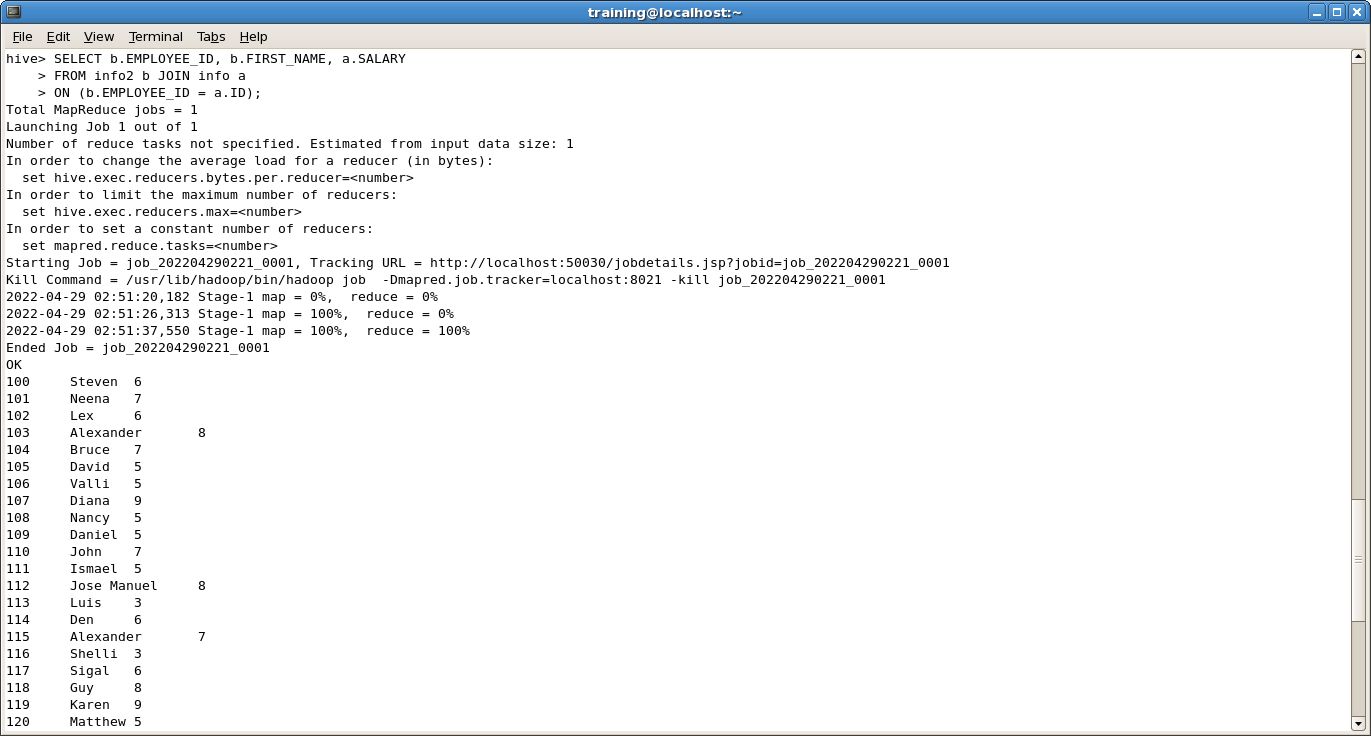 training@localhost:~
File Edit View Terminal Tabs Help
hive> SELECT b.EMPLOYEE_ID, b.FIRST_NAME, a.SALARY
    > FROM info2 b JOIN info a
    > ON (b.EMPLOYEE_ID = a.ID);
Total MapReduce jobs = 1
Launching Job 1 out of 1
Number of reduce tasks not specified. Estimated from input data size: 1
In order to change the average load for a reducer (in bytes):
  set hive.exec.reducers.bytes.per.reducer=<number>
In order to limit the maximum number of reducers:
  set hive.exec.reducers.max=<number>
In order to set a constant number of reducers:
  set mapred.reduce.tasks=<number>
Starting Job = job_202204290221_0001, Tracking URL = http://localhost:50030/jobdetails.jsp?jobid=job_202204290221_0001
Kill Command = /usr/lib/hadoop/bin/hadoop job  -Dmapred.job.tracker=localhost:8021 -kill job_202204290221_0001
2022-04-29 02:51:20,182 Stage-1 map = 0%,  reduce = 0%
2022-04-29 02:51:26,313 Stage-1 map = 100%,  reduce = 0%
2022-04-29 02:51:37,550 Stage-1 map = 100%,  reduce = 100%
Ended Job = job_202204290221_0001
OK
100     Steven  6
101     Neena   7
102     Lex     6
103     Alexander       8
104     Bruce   7
105     David   5
106     Valli   5
107     Diana   9
108     Nancy   5
109     Daniel  5
110     John    7
111     Ismael  5
112     Jose Manuel     8
113     Luis    3
114     Den     6
115     Alexander       7
116     Shelli  3
117     Sigal   6
118     Guy     8
119     Karen   9
120     Matthew 5